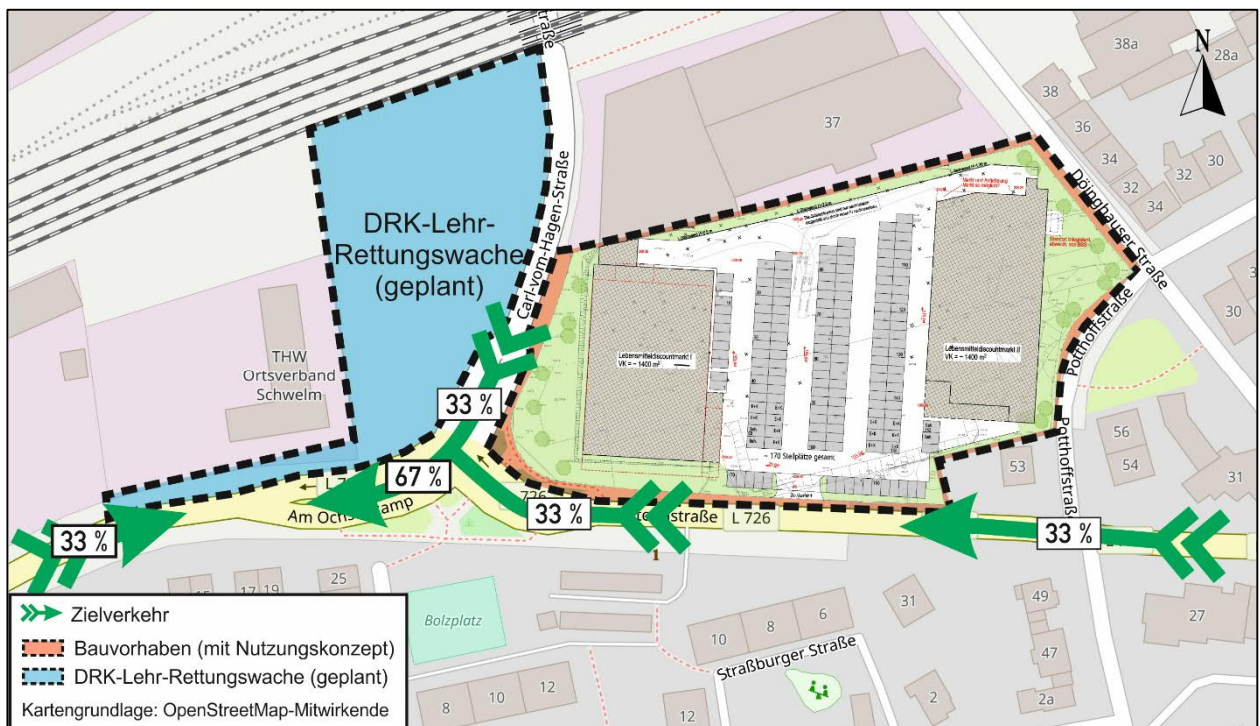 Straße
N
38a
28a
38
36
34
32
34
32
30
37
Döinghauser Straße
DRK-Lehr-
Rettungswache
(geplant)
Carl-vom-Hagen-Straße
Lebensmitteldiscountmarkt I
VK = ~ 1400 m²
Lebensmitteldiscountmarkt II
VK = ~ 1400 m²
~ 170 Stellplätze gesamt
Potthoffstraße
Potthoffstraße
30
31
56
54
53
THW
Ortsverband
Schwelm
33 %
67 %
33 %
33 %
33 %
Am Ochsenkamp
726
L 726
1
25
17
19
Bolzplatz
10
8
6
31
49
47
2a
27
Straßburger Straße
2
8
10
12
12
Zielverkehr
Bauvorhaben (mit Nutzungskonzept)
DRK-Lehr-Rettungswache (geplant)
Kartengrundlage: OpenStreetMap-Mitwirkende